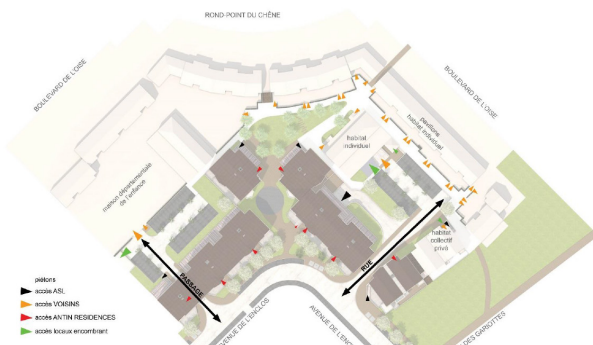 ROND-POINT DU CHÊNE
BOULEVARD DE L'OISE
BOULEVARD DE L'OISE
pavillons
habitat individuel
habitat
individuel
maison départementale
de l'enfance
habitat
collectif
privé
RUE
PASSAGE
AVENUE DE L'ENCLOS
AVENUE DE L'ENCLOS
DES GARIOTTES
piétons
accès ASL
accès VOISINS
accès ANTIN RESIDENCES
accès locaux encombrant